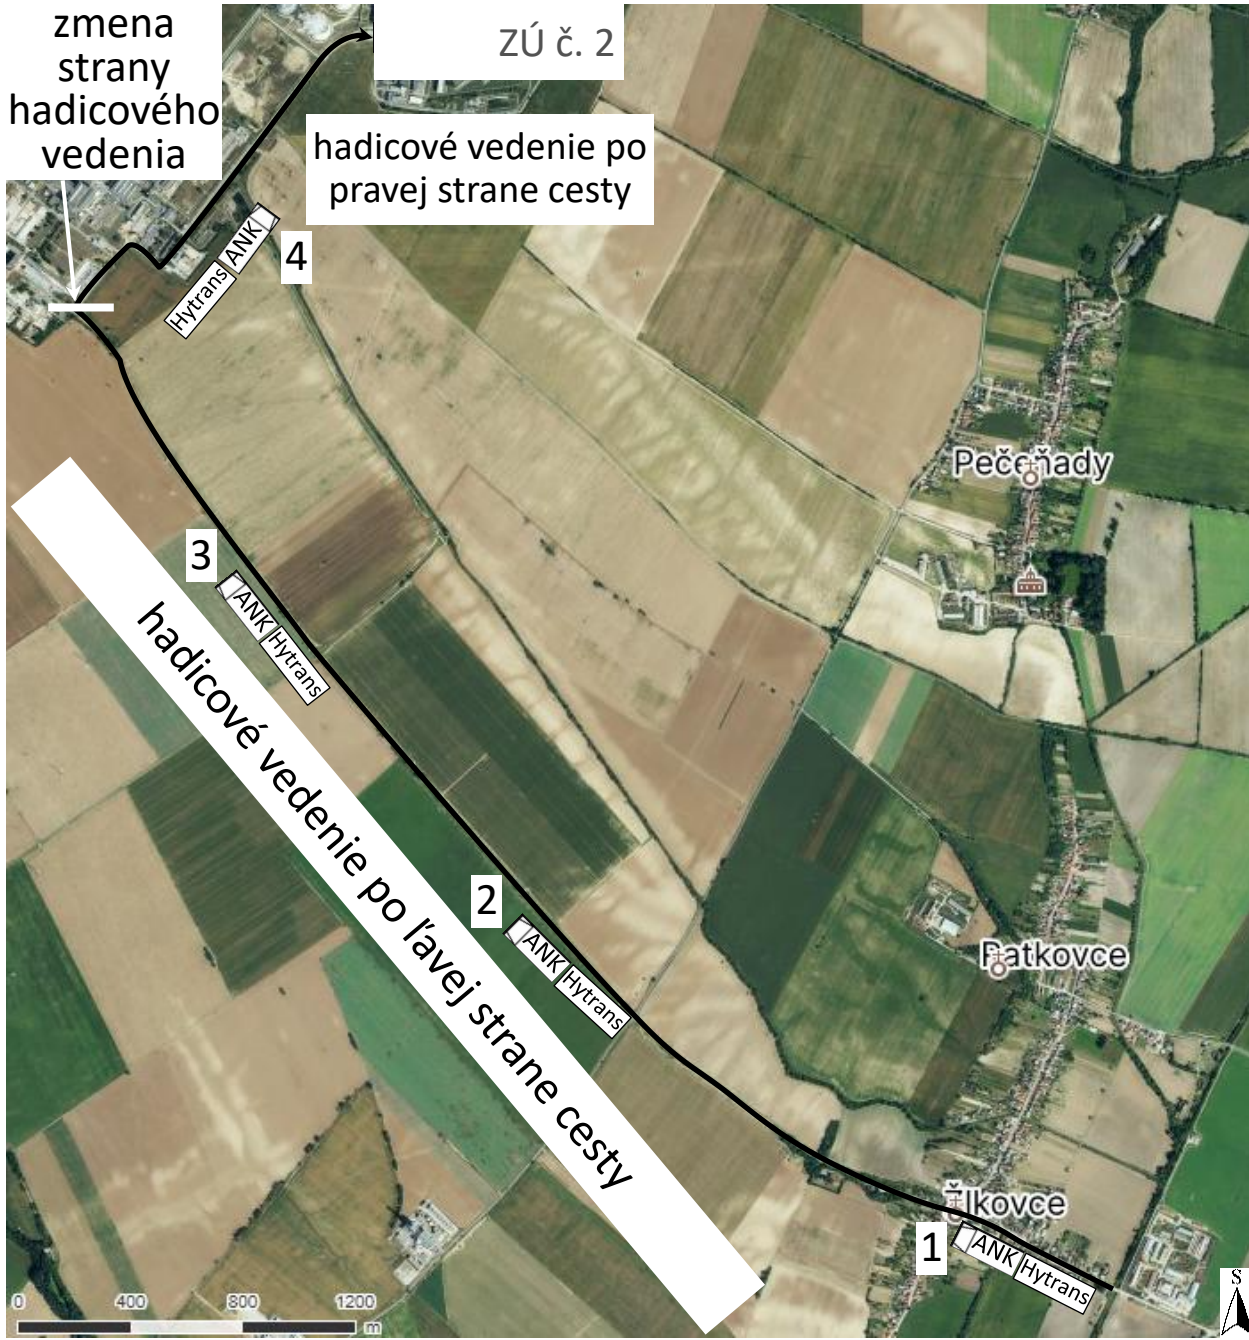 zmena
strany
hadicového
vedenia
ZÚ č. 2
hadicové vedenie po
pravej strane cesty
Hytrans ANK
4
Pečeňady
3
ANK Hytrans
hadicové vedenie po ľavej strane cesty
2
ANK Hytrans
Ratkovce
Žlkovce
1
ANK Hytrans
0 400 800 1200
m
S